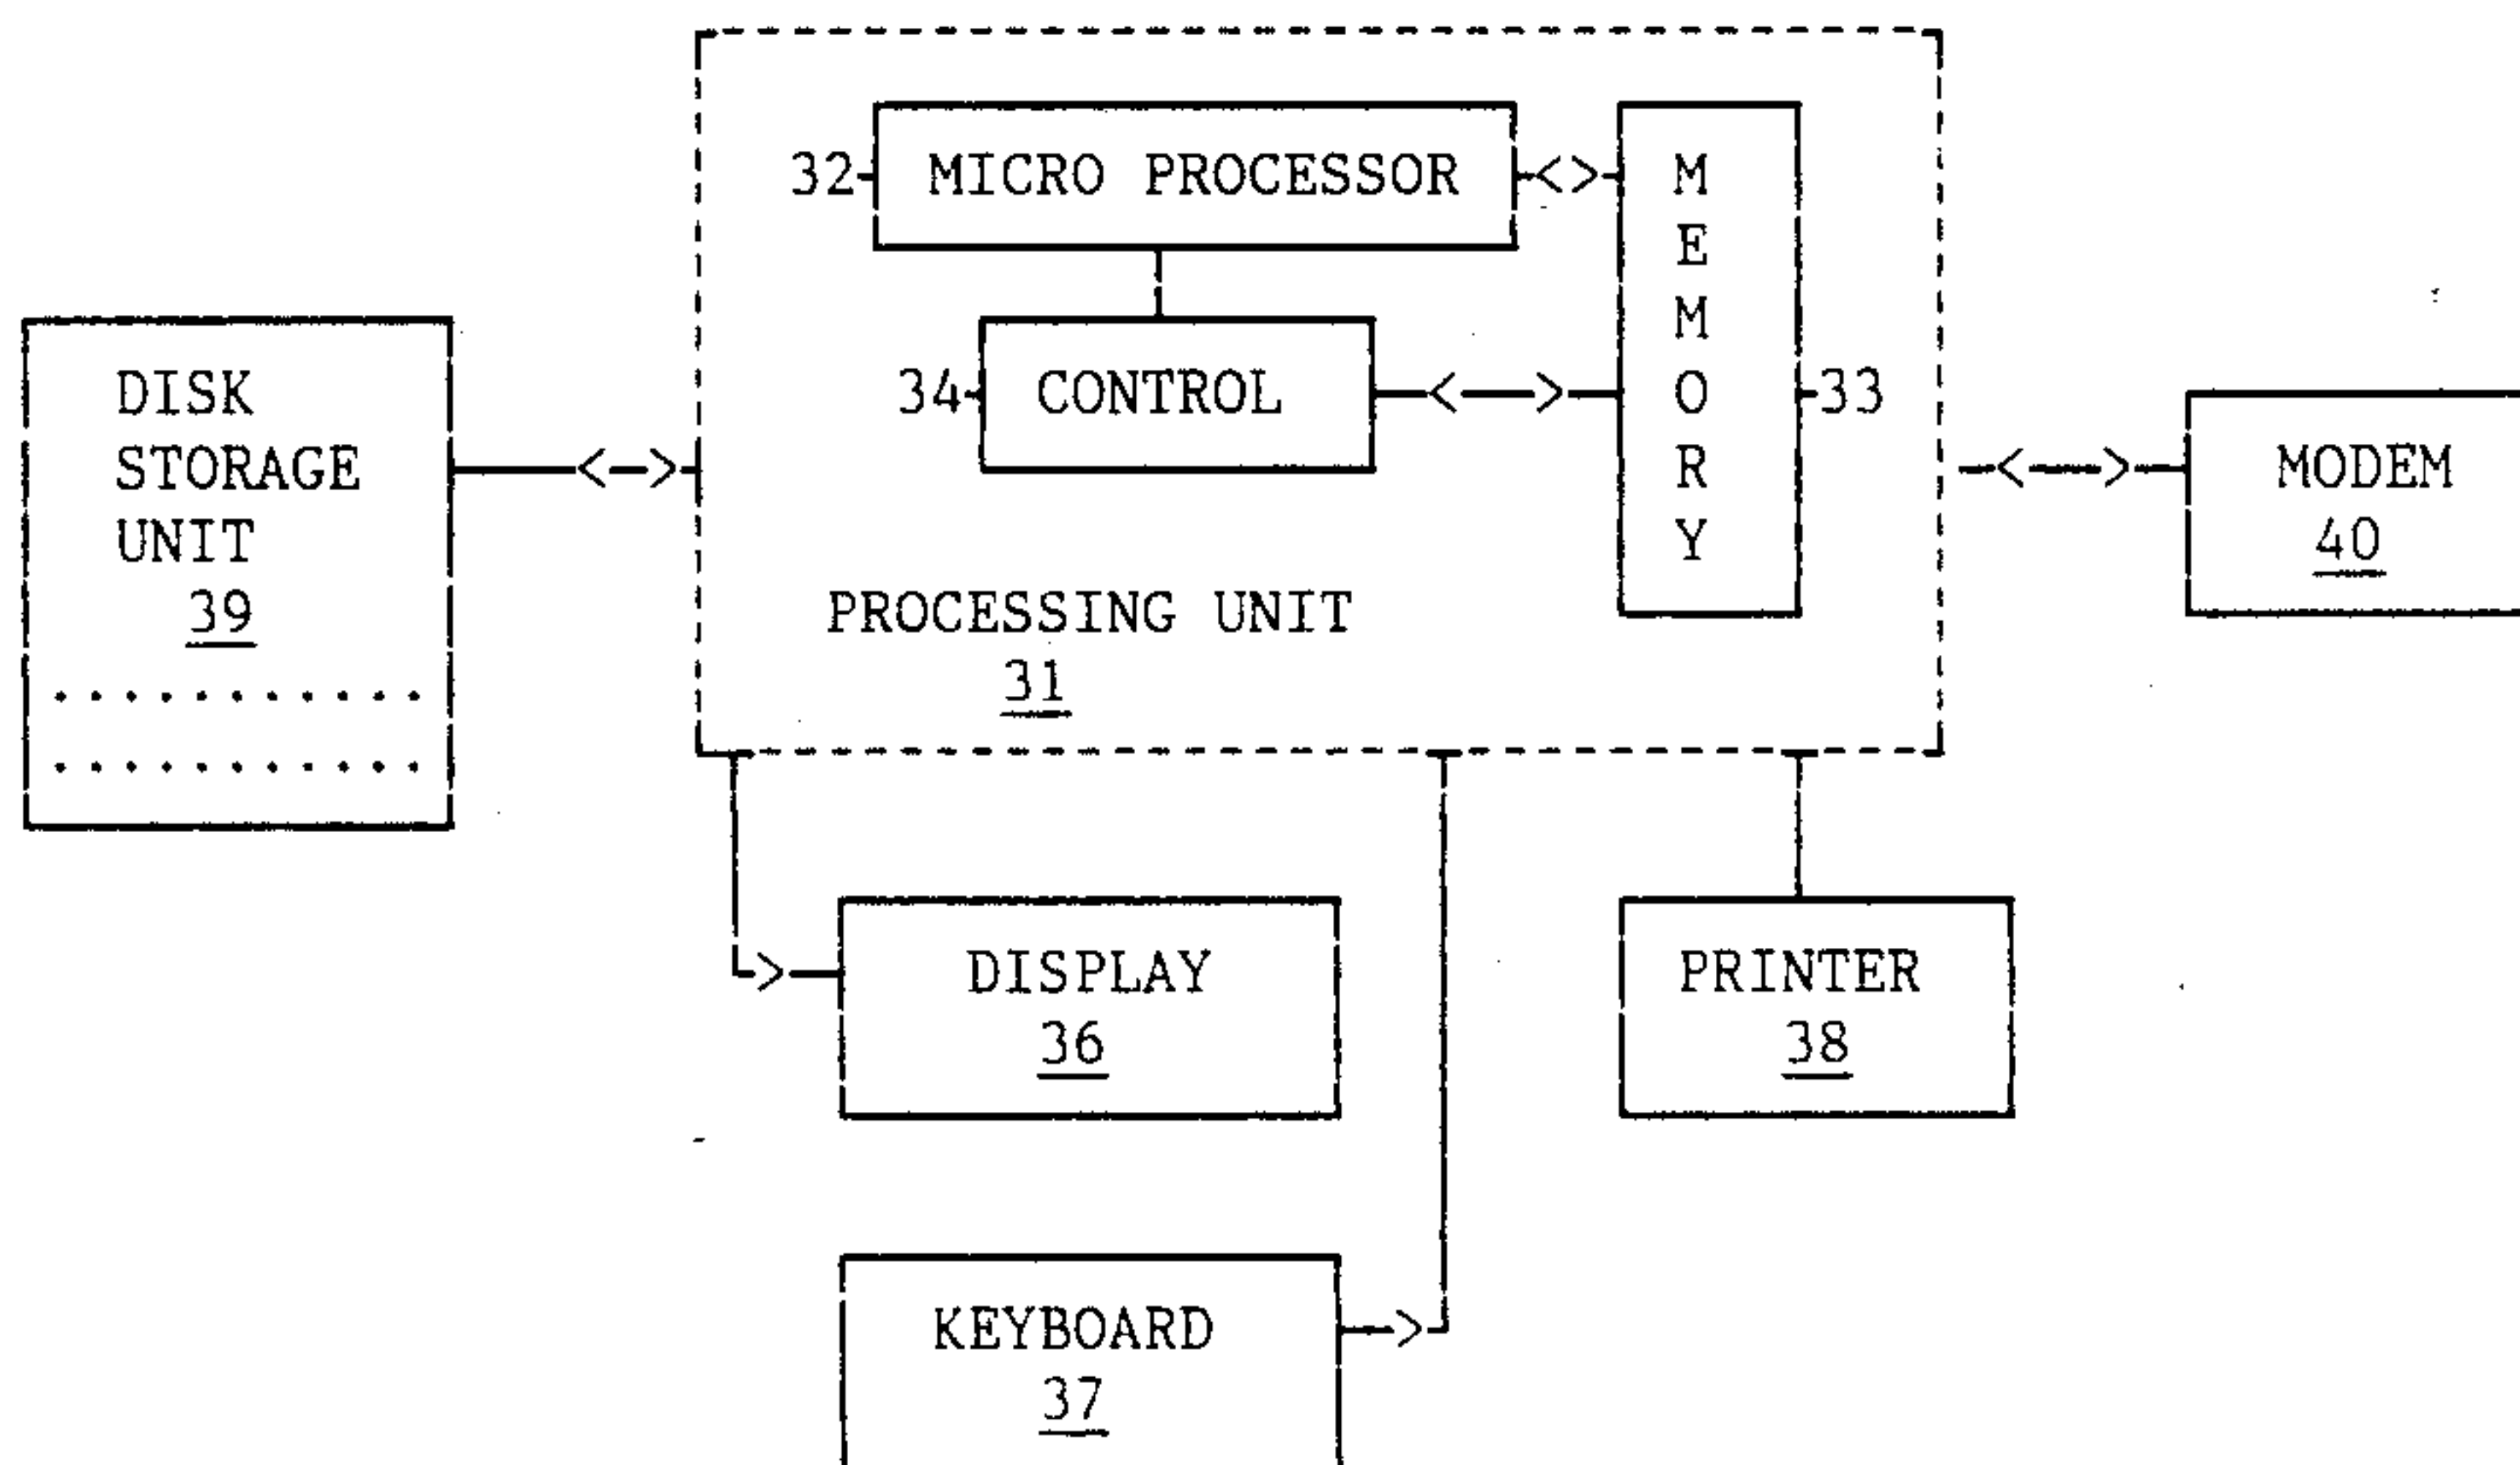 DISK
STORAGE
UNIT
39
32 MICRO PROCESSOR
34 CONTROL
MEMORY
33
PROCESSING UNIT
31
MODEM
40
DISPLAY
36
PRINTER
38
KEYBOARD
37